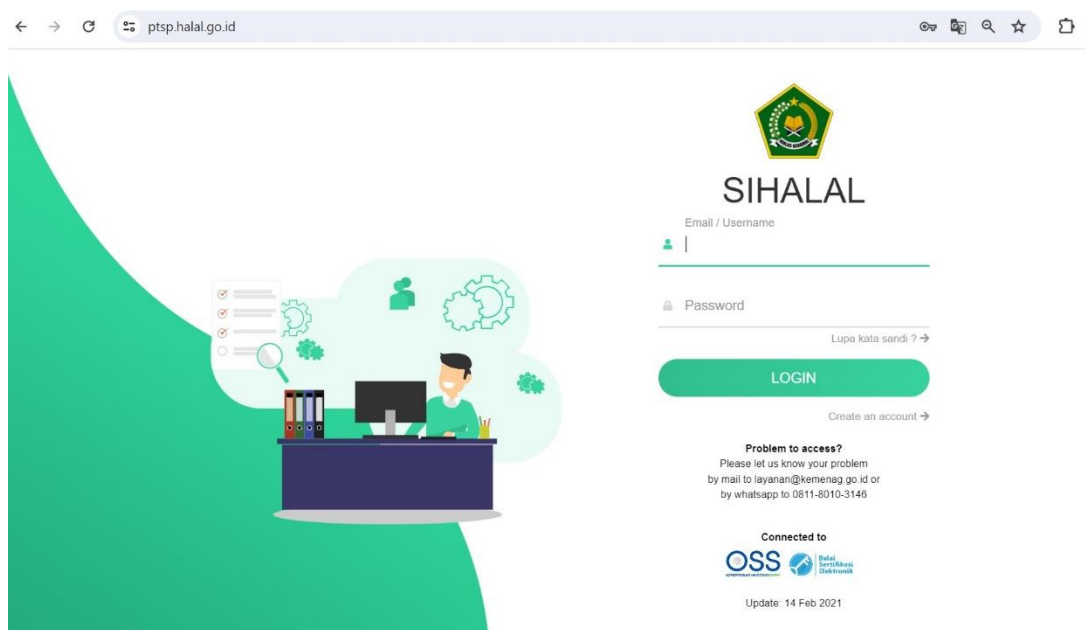 ptsp.halal.go.id
SIHALAL
Email / Username
Password
Lupa kata sandi ?
LOGIN
Create an account
Problem to access?
Please let us know your problem
by mail to layanan@kemenag.go.id or
by whatsapp to 0811-8010-3146
Connected to
OSS
Balai
Sertifikasi
Elektronik
Update: 14 Feb 2021